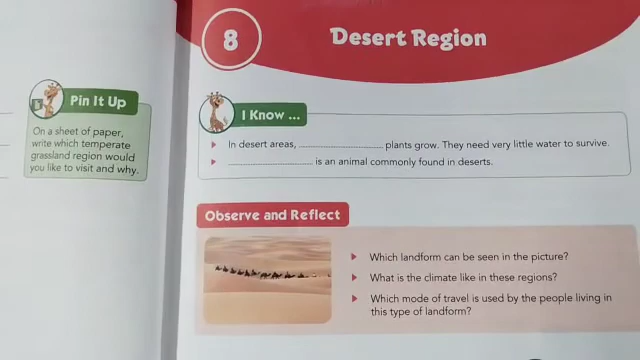 Pin It Up
On a sheet of paper,
write which temperate
grassland region would
you like to visit and why.
8
Desert Region
I Know ...
In desert areas, ............................ plants grow. They need very little water to survive.
............................ is an animal commonly found in deserts.
Observe and Reflect
Which landform can be seen in the picture?
What is the climate like in these regions?
Which mode of travel is used by the people living in
this type of landform?